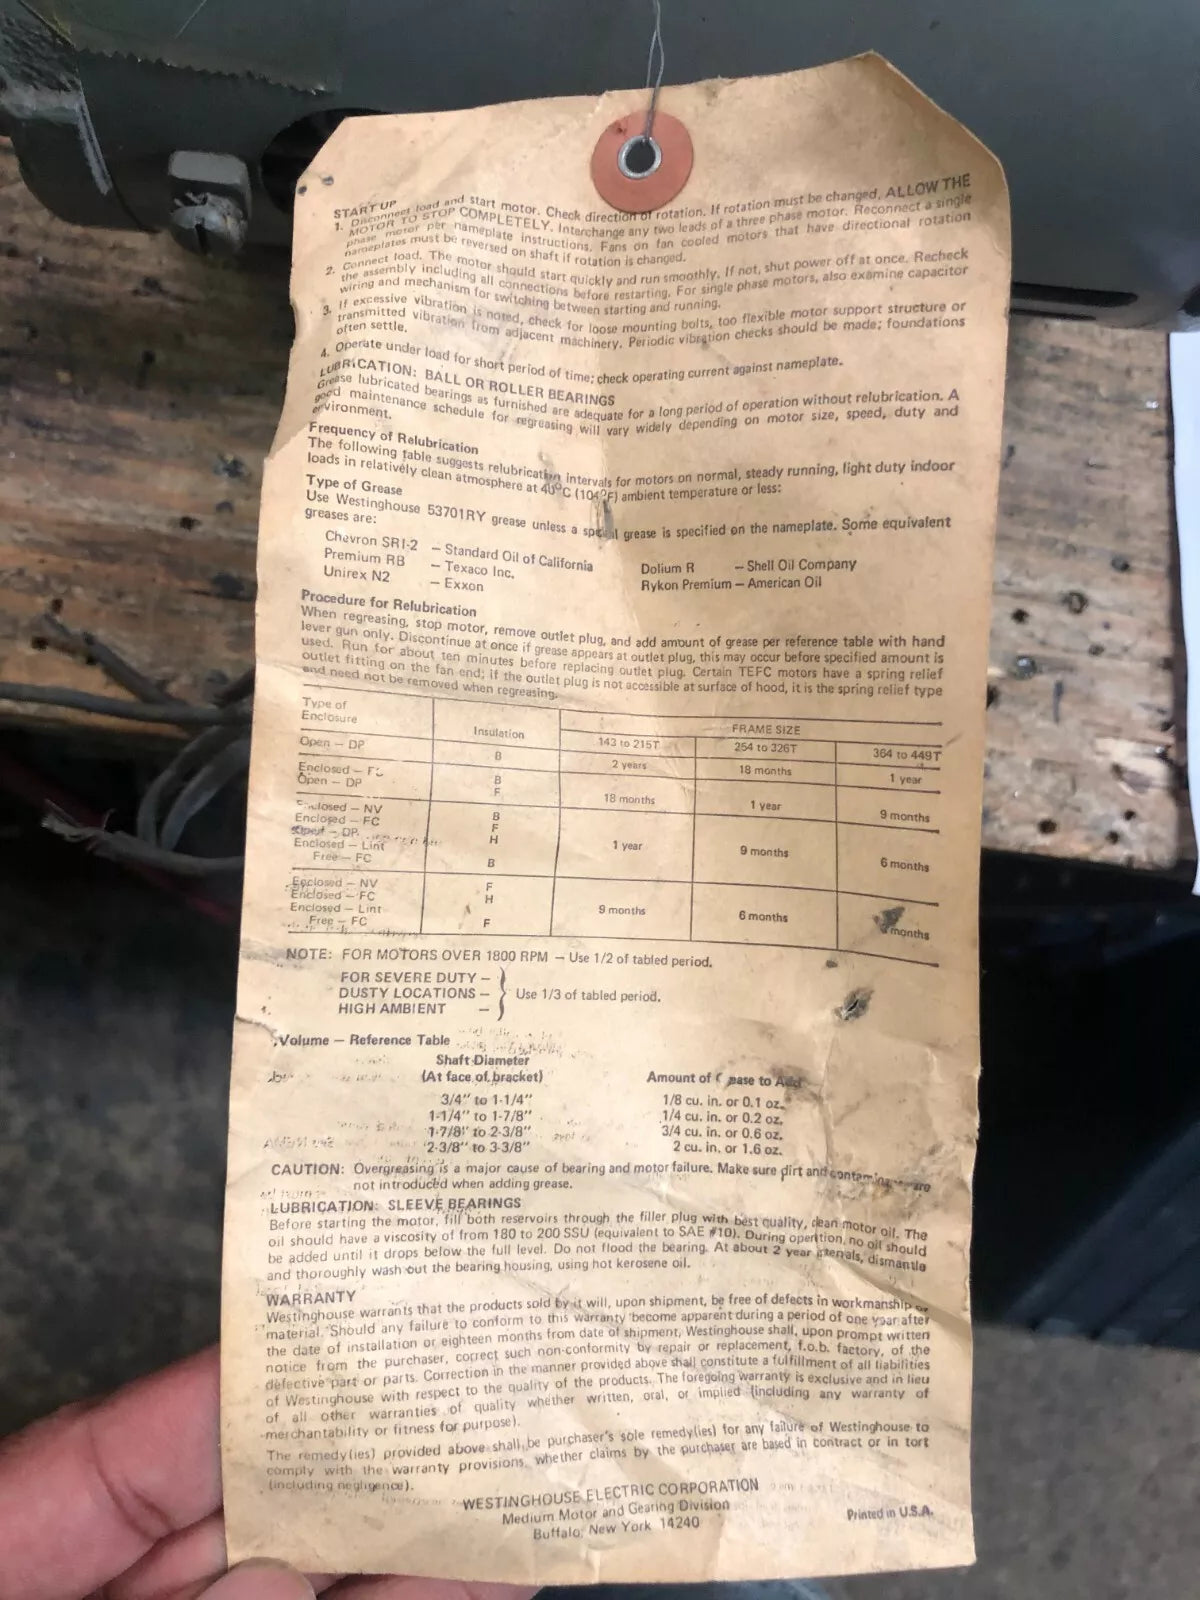 START UP
1. Disconnect load and start motor. Check direction of rotation. If rotation must be changed, ALLOW THE
MOTOR TO STOP COMPLETELY. Interchange any two leads of a three phase motor. Reconnect a single
phase motor per nameplate instructions. Fans on fan cooled motors that have directional rotation
nameplates must be reversed on shaft if rotation is changed.
2. Connect load. The motor should start quickly and run smoothly. If not, shut power off at once. Recheck
the assembly including all connections before restarting. For single phase motors, also examine capacitor
wiring and mechanism for switching between starting and running.
3. If excessive vibration is noted, check for loose mounting bolts, too flexible motor support structure or
transmitted vibration from adjacent machinery. Periodic vibration checks should be made; foundations
often settle.
4. Operate under load for short period of time; check operating current against nameplate.
LUBRICATION: BALL OR ROLLER BEARINGS
Grease lubricated bearings as furnished are adequate for a long period of operation without relubrication. A
good maintenance schedule for regreasing will vary widely depending on motor size, speed, duty and
environment.
Frequency of Relubrication
The following table suggests relubrication intervals for motors on normal, steady running, light duty indoor
loads in relatively clean atmosphere at 40°C (104°F) ambient temperature or less:
Type of Grease
Use Westinghouse 53701RY grease unless a special grease is specified on the nameplate. Some equivalent
greases are:
Chevron SRI-2 – Standard Oil of California Dolium R – Shell Oil Company
Premium RB – Texaco Inc. Rykon Premium – American Oil
Unirex N2 – Exxon
Procedure for Relubrication
When regreasing, stop motor, remove outlet plug, and add amount of grease per reference table with hand
lever gun only. Discontinue at once if grease appears at outlet plug, this may occur before specified amount is
used. Run for about ten minutes before replacing outlet plug. Certain TEFC motors have a spring relief
outlet fitting on the fan end; if the outlet plug is not accessible at surface of hood, it is the spring relief type
and need not be removed when regreasing.
Type of Enclosure Insulation FRAME SIZE
143 to 215T 254 to 326T 364 to 449T
Open – DP B 2 years 18 months 1 year
Enclosed – B
Open – DP F 18 months 1 year 9 months
Enclosed – NV B
Enclosed – FC F
Open – DP H 1 year 9 months 6 months
Enclosed – Lint
Free – FC B
Enclosed – NV F
Enclosed – FC H
Enclosed – Lint 9 months 6 months months
Free – FC F
NOTE: FOR MOTORS OVER 1800 RPM – Use 1/2 of tabled period.
FOR SEVERE DUTY –
DUSTY LOCATIONS – Use 1/3 of tabled period.
HIGH AMBIENT –
Volume – Reference Table
Shaft Diameter
(At face of bracket) Amount of Grease to Add
3/4" to 1-1/4" 1/8 cu. in. or 0.1 oz.
1-1/4" to 1-7/8" 1/4 cu. in. or 0.2 oz.
1-7/8" to 2-3/8" 3/4 cu. in. or 0.6 oz.
2-3/8" to 3-3/8" 2 cu. in. or 1.6 oz.
CAUTION: Overgreasing is a major cause of bearing and motor failure. Make sure dirt and are
not introduced when adding grease.
LUBRICATION: SLEEVE BEARINGS
Before starting the motor, fill both reservoirs through the filler plug with best quality, clean motor oil. The
oil should have a viscosity of from 180 to 200 SSU (equivalent to SAE #10). During operation, no oil should
be added until it drops below the full level. Do not flood the bearing. At about 2 year intervals, dismantle
and thoroughly wash out the bearing housing, using hot kerosene oil.
WARRANTY
Westinghouse warrants that the products sold by it will, upon shipment, be free of defects in workmanship or
material. Should any failure to conform to this warranty become apparent during a period of one year after
the date of installation or eighteen months from date of shipment, Westinghouse shall, upon prompt written
notice from the purchaser, correct such non-conformity by repair or replacement, f.o.b. factory, of the
defective part or parts. Correction in the manner provided above shall constitute a fulfillment of all liabilities
of Westinghouse with respect to the quality of the products. The foregoing warranty is exclusive and in lieu
of all other warranties of quality whether written, oral, or implied (including any warranty of
merchantability or fitness for purpose).
The remedy(ies) provided above shall be purchaser's sole remedy(ies) for any failure of Westinghouse to
comply with the warranty provisions, whether claims by the purchaser are based in contract or in tort
(including negligence).
WESTINGHOUSE ELECTRIC CORPORATION
Medium Motor and Gearing Division
Buffalo, New York 14240
Printed in U.S.A.